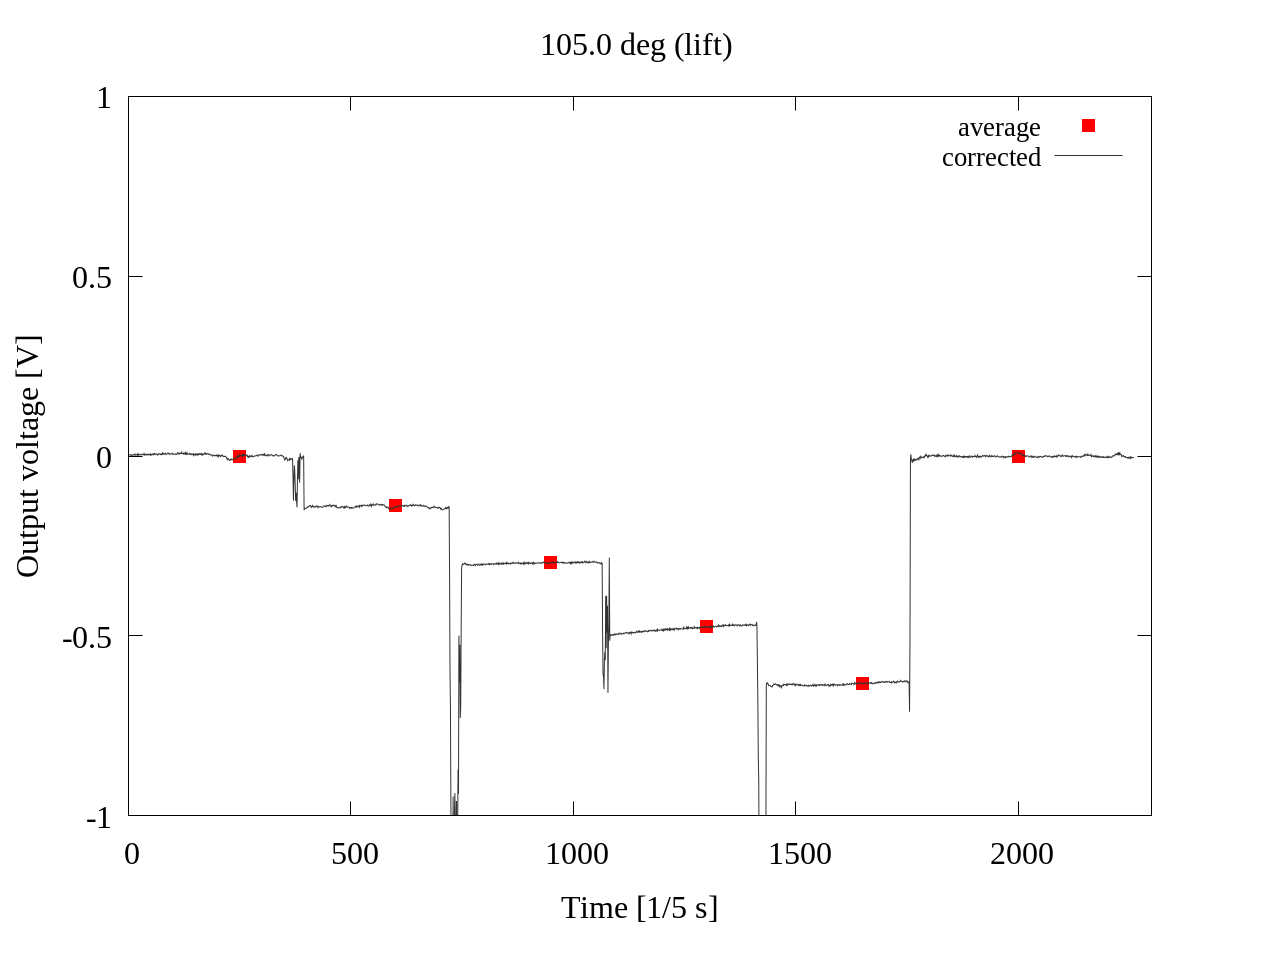 105.0 deg (lift)
1
0.5
0
-0.5
-1
Output voltage [V]
average
corrected
0 500 1000 1500 2000
Time [1/5 s]